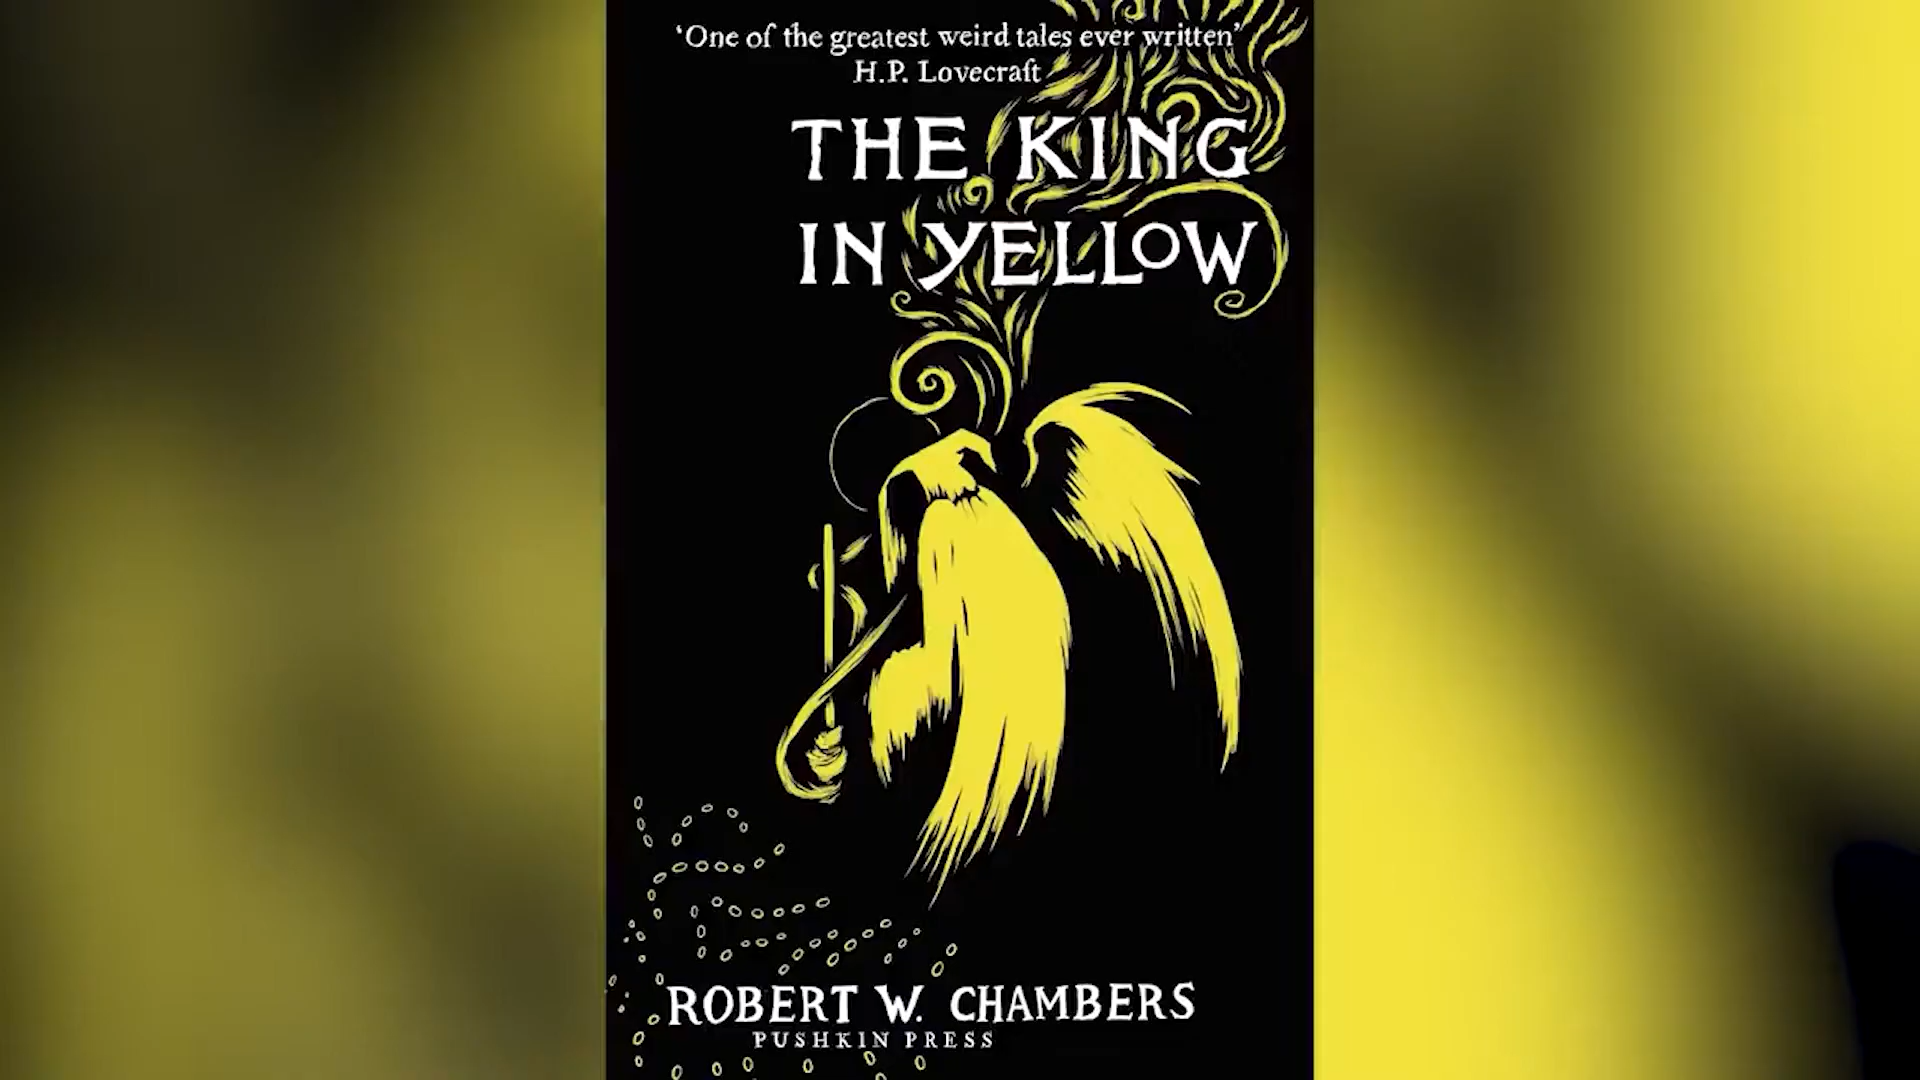 ‘One of the greatest weird tales ever written’
H.P. Lovecraft
THE KING
IN YELLOW
ROBERT W. CHAMBERS
PUSHKIN PRESS